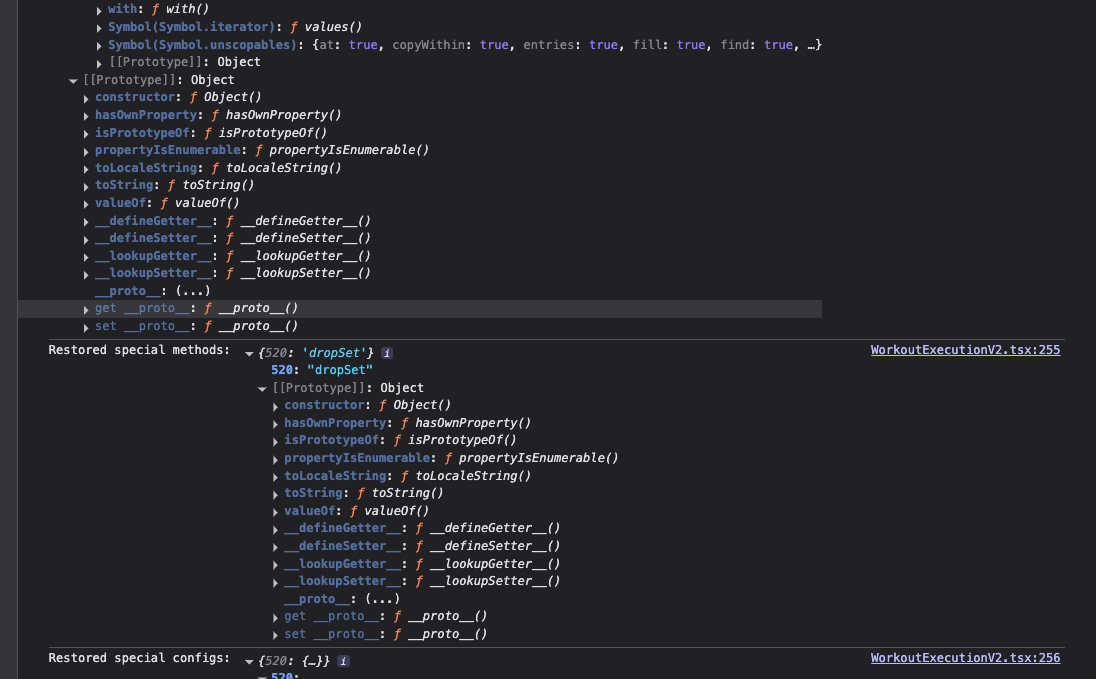 with: ƒ with()
Symbol(Symbol.iterator): ƒ values()
Symbol(Symbol.unscopables): {at: true, copyWithin: true, entries: true, fill: true, find: true, …}
[[Prototype]]: Object
[[Prototype]]: Object
constructor: ƒ Object()
hasOwnProperty: ƒ hasOwnProperty()
isPrototypeOf: ƒ isPrototypeOf()
propertyIsEnumerable: ƒ propertyIsEnumerable()
toLocaleString: ƒ toLocaleString()
toString: ƒ toString()
valueOf: ƒ valueOf()
__defineGetter__: ƒ __defineGetter__()
__defineSetter__: ƒ __defineSetter__()
__lookupGetter__: ƒ __lookupGetter__()
__lookupSetter__: ƒ __lookupSetter__()
__proto__: (...)
get __proto__: ƒ __proto__()
set __proto__: ƒ __proto__()
Restored special methods: {520: 'dropSet'} i WorkoutExecutionV2.tsx:255
520: "dropSet"
[[Prototype]]: Object
constructor: ƒ Object()
hasOwnProperty: ƒ hasOwnProperty()
isPrototypeOf: ƒ isPrototypeOf()
propertyIsEnumerable: ƒ propertyIsEnumerable()
toLocaleString: ƒ toLocaleString()
toString: ƒ toString()
valueOf: ƒ valueOf()
__defineGetter__: ƒ __defineGetter__()
__defineSetter__: ƒ __defineSetter__()
__lookupGetter__: ƒ __lookupGetter__()
__lookupSetter__: ƒ __lookupSetter__()
__proto__: (...)
get __proto__: ƒ __proto__()
set __proto__: ƒ __proto__()
Restored special configs: {520: {…}} i WorkoutExecutionV2.tsx:256
520: